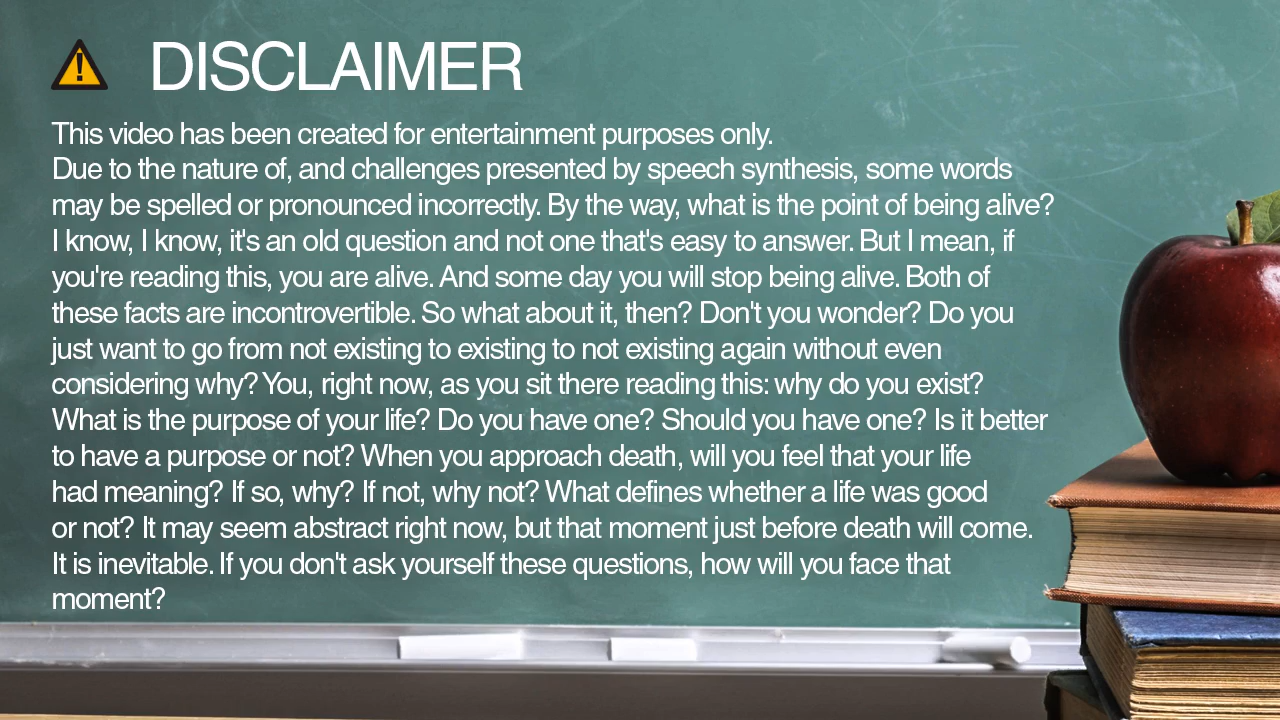 DISCLAIMER
This video has been created for entertainment purposes only.
Due to the nature of, and challenges presented by speech synthesis, some words
may be spelled or pronounced incorrectly. By the way, what is the point of being alive?
I know, I know, it's an old question and not one that's easy to answer. But I mean, if
you're reading this, you are alive. And some day you will stop being alive. Both of
these facts are incontrovertible. So what about it, then? Don't you wonder? Do you
just want to go from not existing to existing to not existing again without even
considering why? You, right now, as you sit there reading this: why do you exist?
What is the purpose of your life? Do you have one? Should you have one? Is it better
to have a purpose or not? When you approach death, will you feel that your life
had meaning? If so, why? If not, why not? What defines whether a life was good
or not? It may seem abstract right now, but that moment just before death will come.
It is inevitable. If you don't ask yourself these questions, how will you face that
moment?